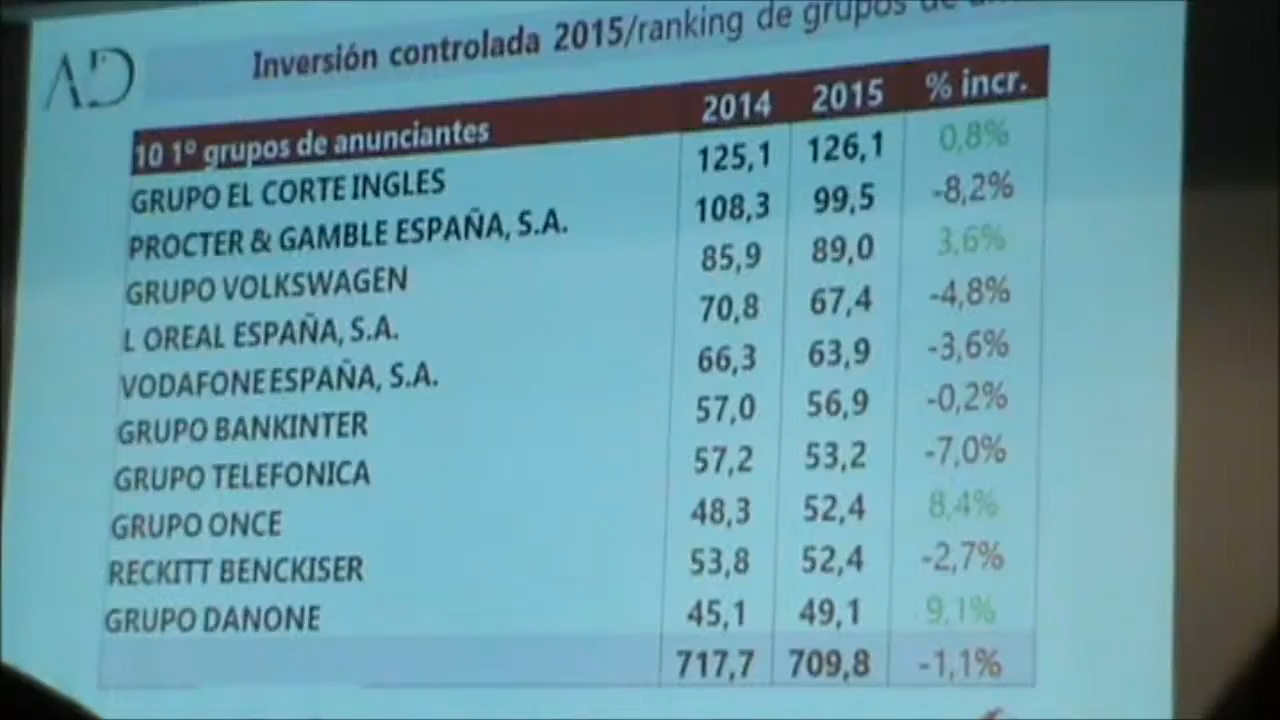 AD
Inversión controlada 2015/ranking de grupos de
10 1º grupos de anunciantes 2014 2015 % incr.
GRUPO EL CORTE INGLES 125,1 126,1 0,8%
PROCTER & GAMBLE ESPAÑA, S.A. 108,3 99,5 -8,2%
GRUPO VOLKSWAGEN 85,9 89,0 3,6%
L OREAL ESPAÑA, S.A. 70,8 67,4 -4,8%
VODAFONE ESPAÑA, S.A. 66,3 63,9 -3,6%
GRUPO BANKINTER 57,0 56,9 -0,2%
GRUPO TELEFONICA 57,2 53,2 -7,0%
GRUPO ONCE 48,3 52,4 8,4%
RECKITT BENCKISER 53,8 52,4 -2,7%
GRUPO DANONE 45,1 49,1 9,1%
717,7 709,8 -1,1%